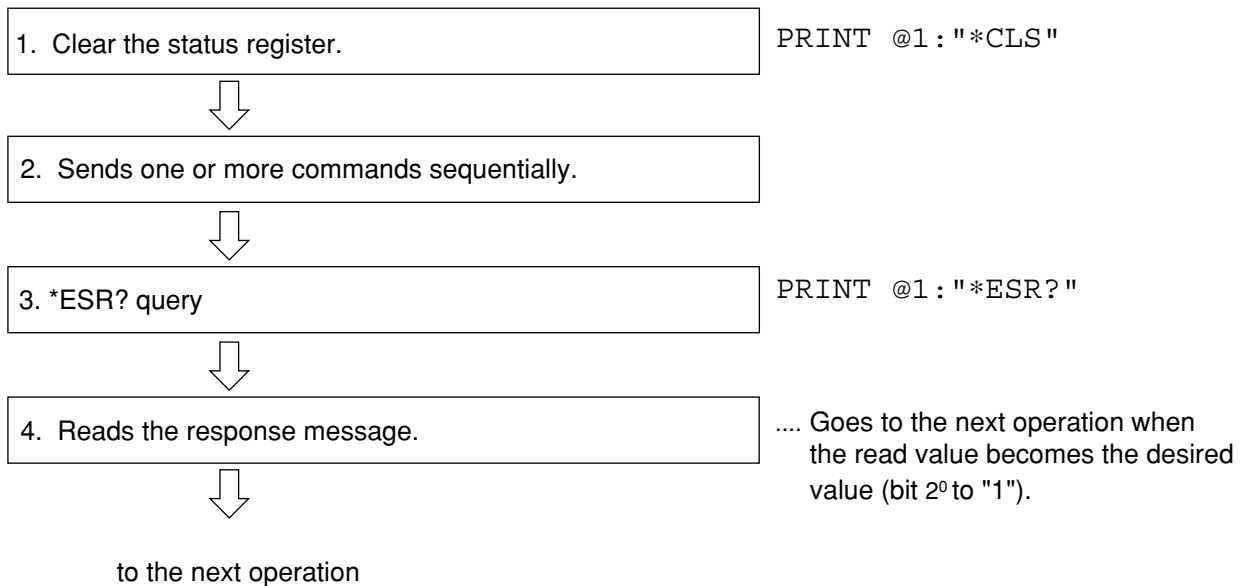 1. Clear the status register.
PRINT @1:"*CLS"
2. Sends one or more commands sequentially.
3. *ESR? query
PRINT @1:"*ESR?"
4. Reads the response message.
.... Goes to the next operation when
the read value becomes the desired
value (bit 2⁰ to "1").
to the next operation